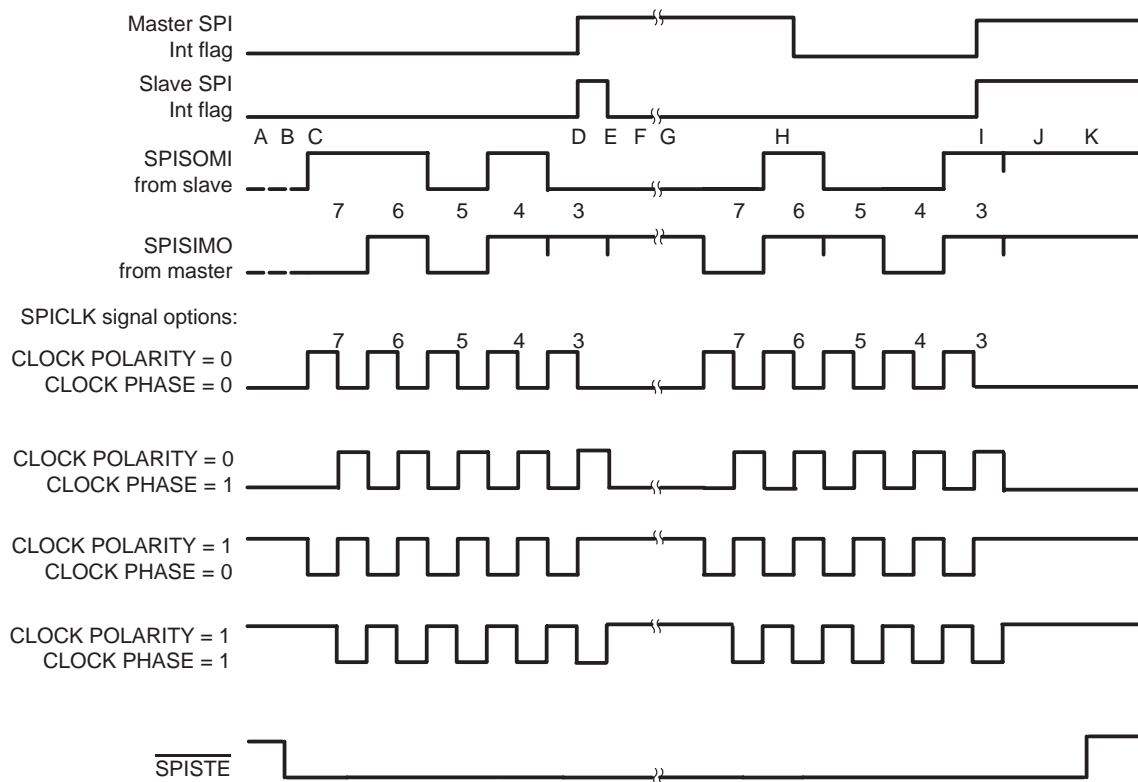 Master SPI
Int flag
Slave SPI
Int flag
A B C D E F G H I J K
SPISOMI
from slave
7 6 5 4 3 7 6 5 4 3
SPISIMO
from master
SPICLK signal options:
7 6 5 4 3 7 6 5 4 3
CLOCK POLARITY = 0
CLOCK PHASE = 0
CLOCK POLARITY = 0
CLOCK PHASE = 1
CLOCK POLARITY = 1
CLOCK PHASE = 0
CLOCK POLARITY = 1
CLOCK PHASE = 1
SPISTE